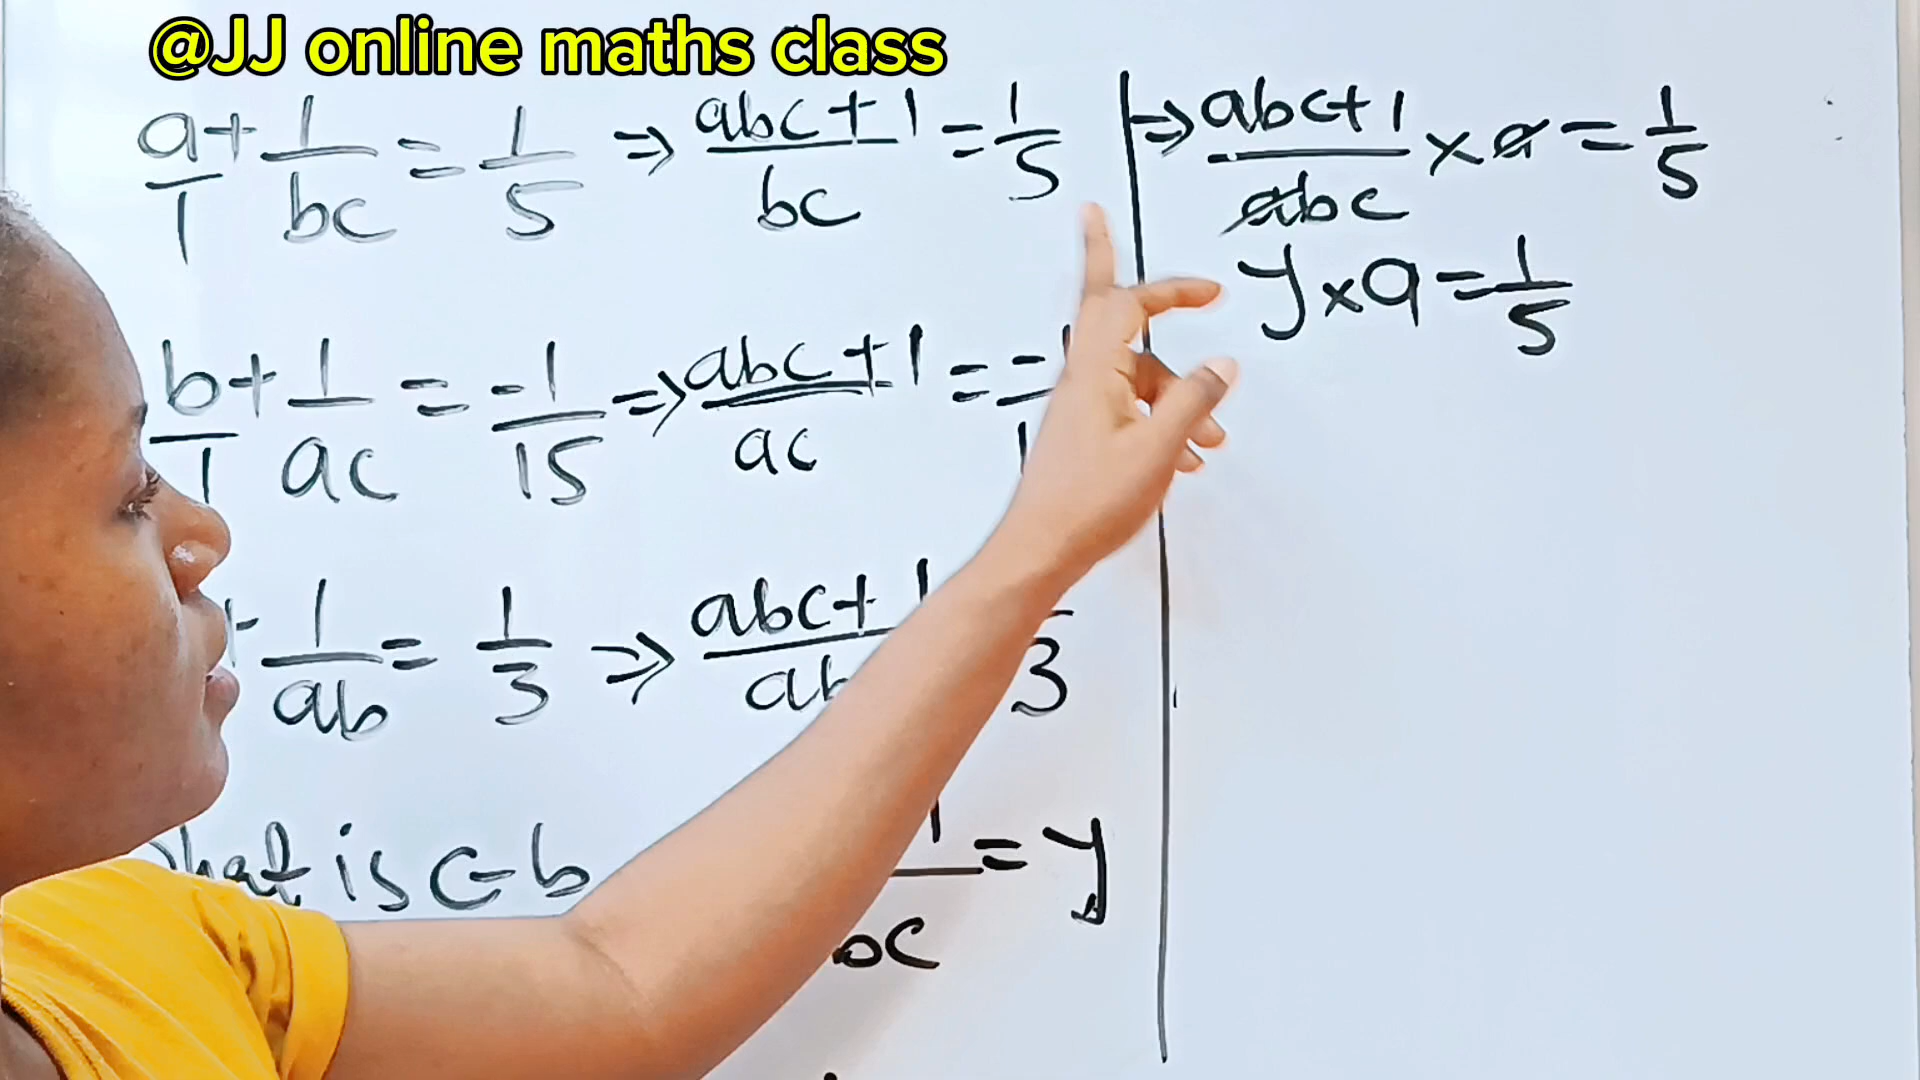 @JJ online maths class
a/1 + 1/bc = 1/5 ⇒ abc+1/bc = 1/5
b/1 + 1/ac = -1/15 ⇒ abc+1/ac = -1
1/ab = 1/3 ⇒ abc+1/ab 3
what is c-b
= y
⇒ abc+1/abc × a = 1/5
y × a = 1/5